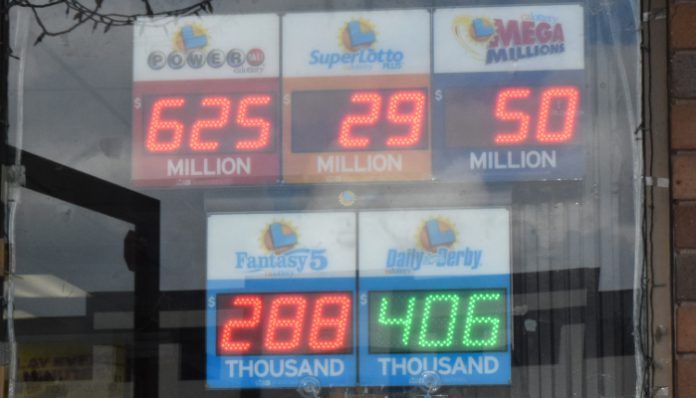 POWERBALL SuperLotto PLUS MEGA MILLIONS
$625 $29 $50
MILLION MILLION MILLION
Fantasy 5 Daily Derby
$288 $406
THOUSAND THOUSAND